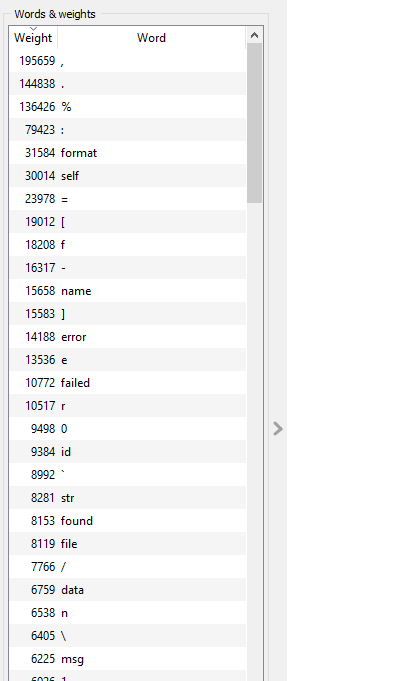 Words & weights
Weight Word
195659 ,
144838 .
136426 %
79423 :
31584 format
30014 self
23978 =
19012 [
18208 f
16317 -
15658 name
15583 ]
14188 error
13536 e
10772 failed
10517 r
9498 0
9384 id
8992 `
8281 str
8153 found
8119 file
7766 /
6759 data
6538 n
6405 \
6225 msg